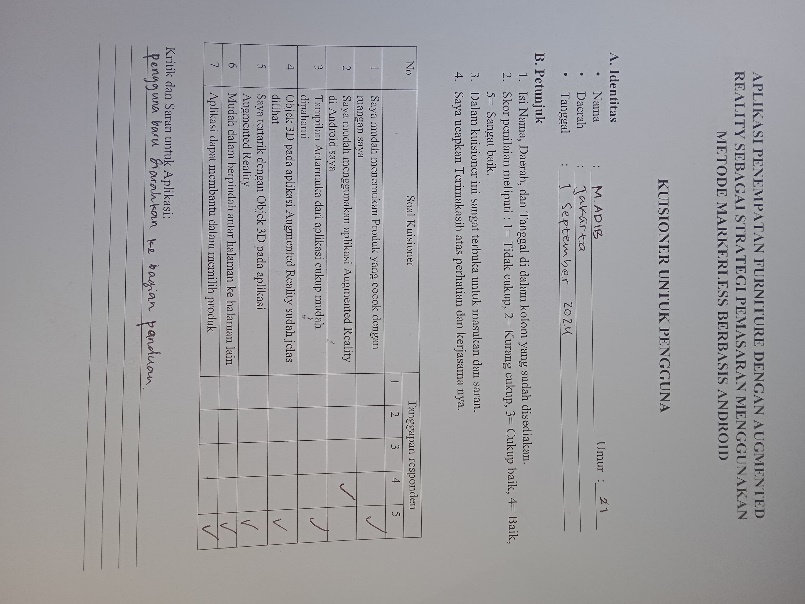 APLIKASI PENEMPATAN FURNITURE DENGAN AUGMENTED
REALITY SEBAGAI STRATEGI PEMASARAN MENGGUNAKAN
METODE MARKERLESS BERBASIS ANDROID
KUISIONER UNTUK PENGGUNA
A. Identitas
• Nama : M. ADIB Umur : 21
• Daerah : Jakarta
• Tanggal : 1 September 2024
B. Petunjuk
1. Isi Nama, Daerah, dan Tanggal di dalam kolom yang sudah disediakan.
2. Skor penilaian meliputi : 1= Tidak cukup, 2= Kurang cukup, 3= Cukup baik, 4= Baik,
5= Sangat baik.
3. Dalam kuisioner ini sangat terbuka untuk masukan dan saran.
4. Saya ucapkan Terimakasih atas perhatian dan kerjasama nya.
No Soal Kuisioner Tanggapan responden
1 2 3 4 5
1 Saya mudah menemukan Produk yang cocok dengan
ruangan saya ✓
2 Saya mudah menggunakan aplikasi Augmented Reality
di Android saya ✓
3 Tampilan Antarmuka dari aplikasi cukup mudah
dipahami ✓
4 Objek 3D pada aplikasi Augmented Reality sudah jelas
dilihat ✓
5 Saya tertarik dengan Objek 3D pada aplikasi
Augmented Reality ✓
6 Mudah dalam berpindah antar halaman ke halaman lain ✓
7 Aplikasi dapat membantu dalam memilih produk ✓
Kritik dan Saran untuk Aplikasi:
Pengguna baru diarahkan ke bagian panduan